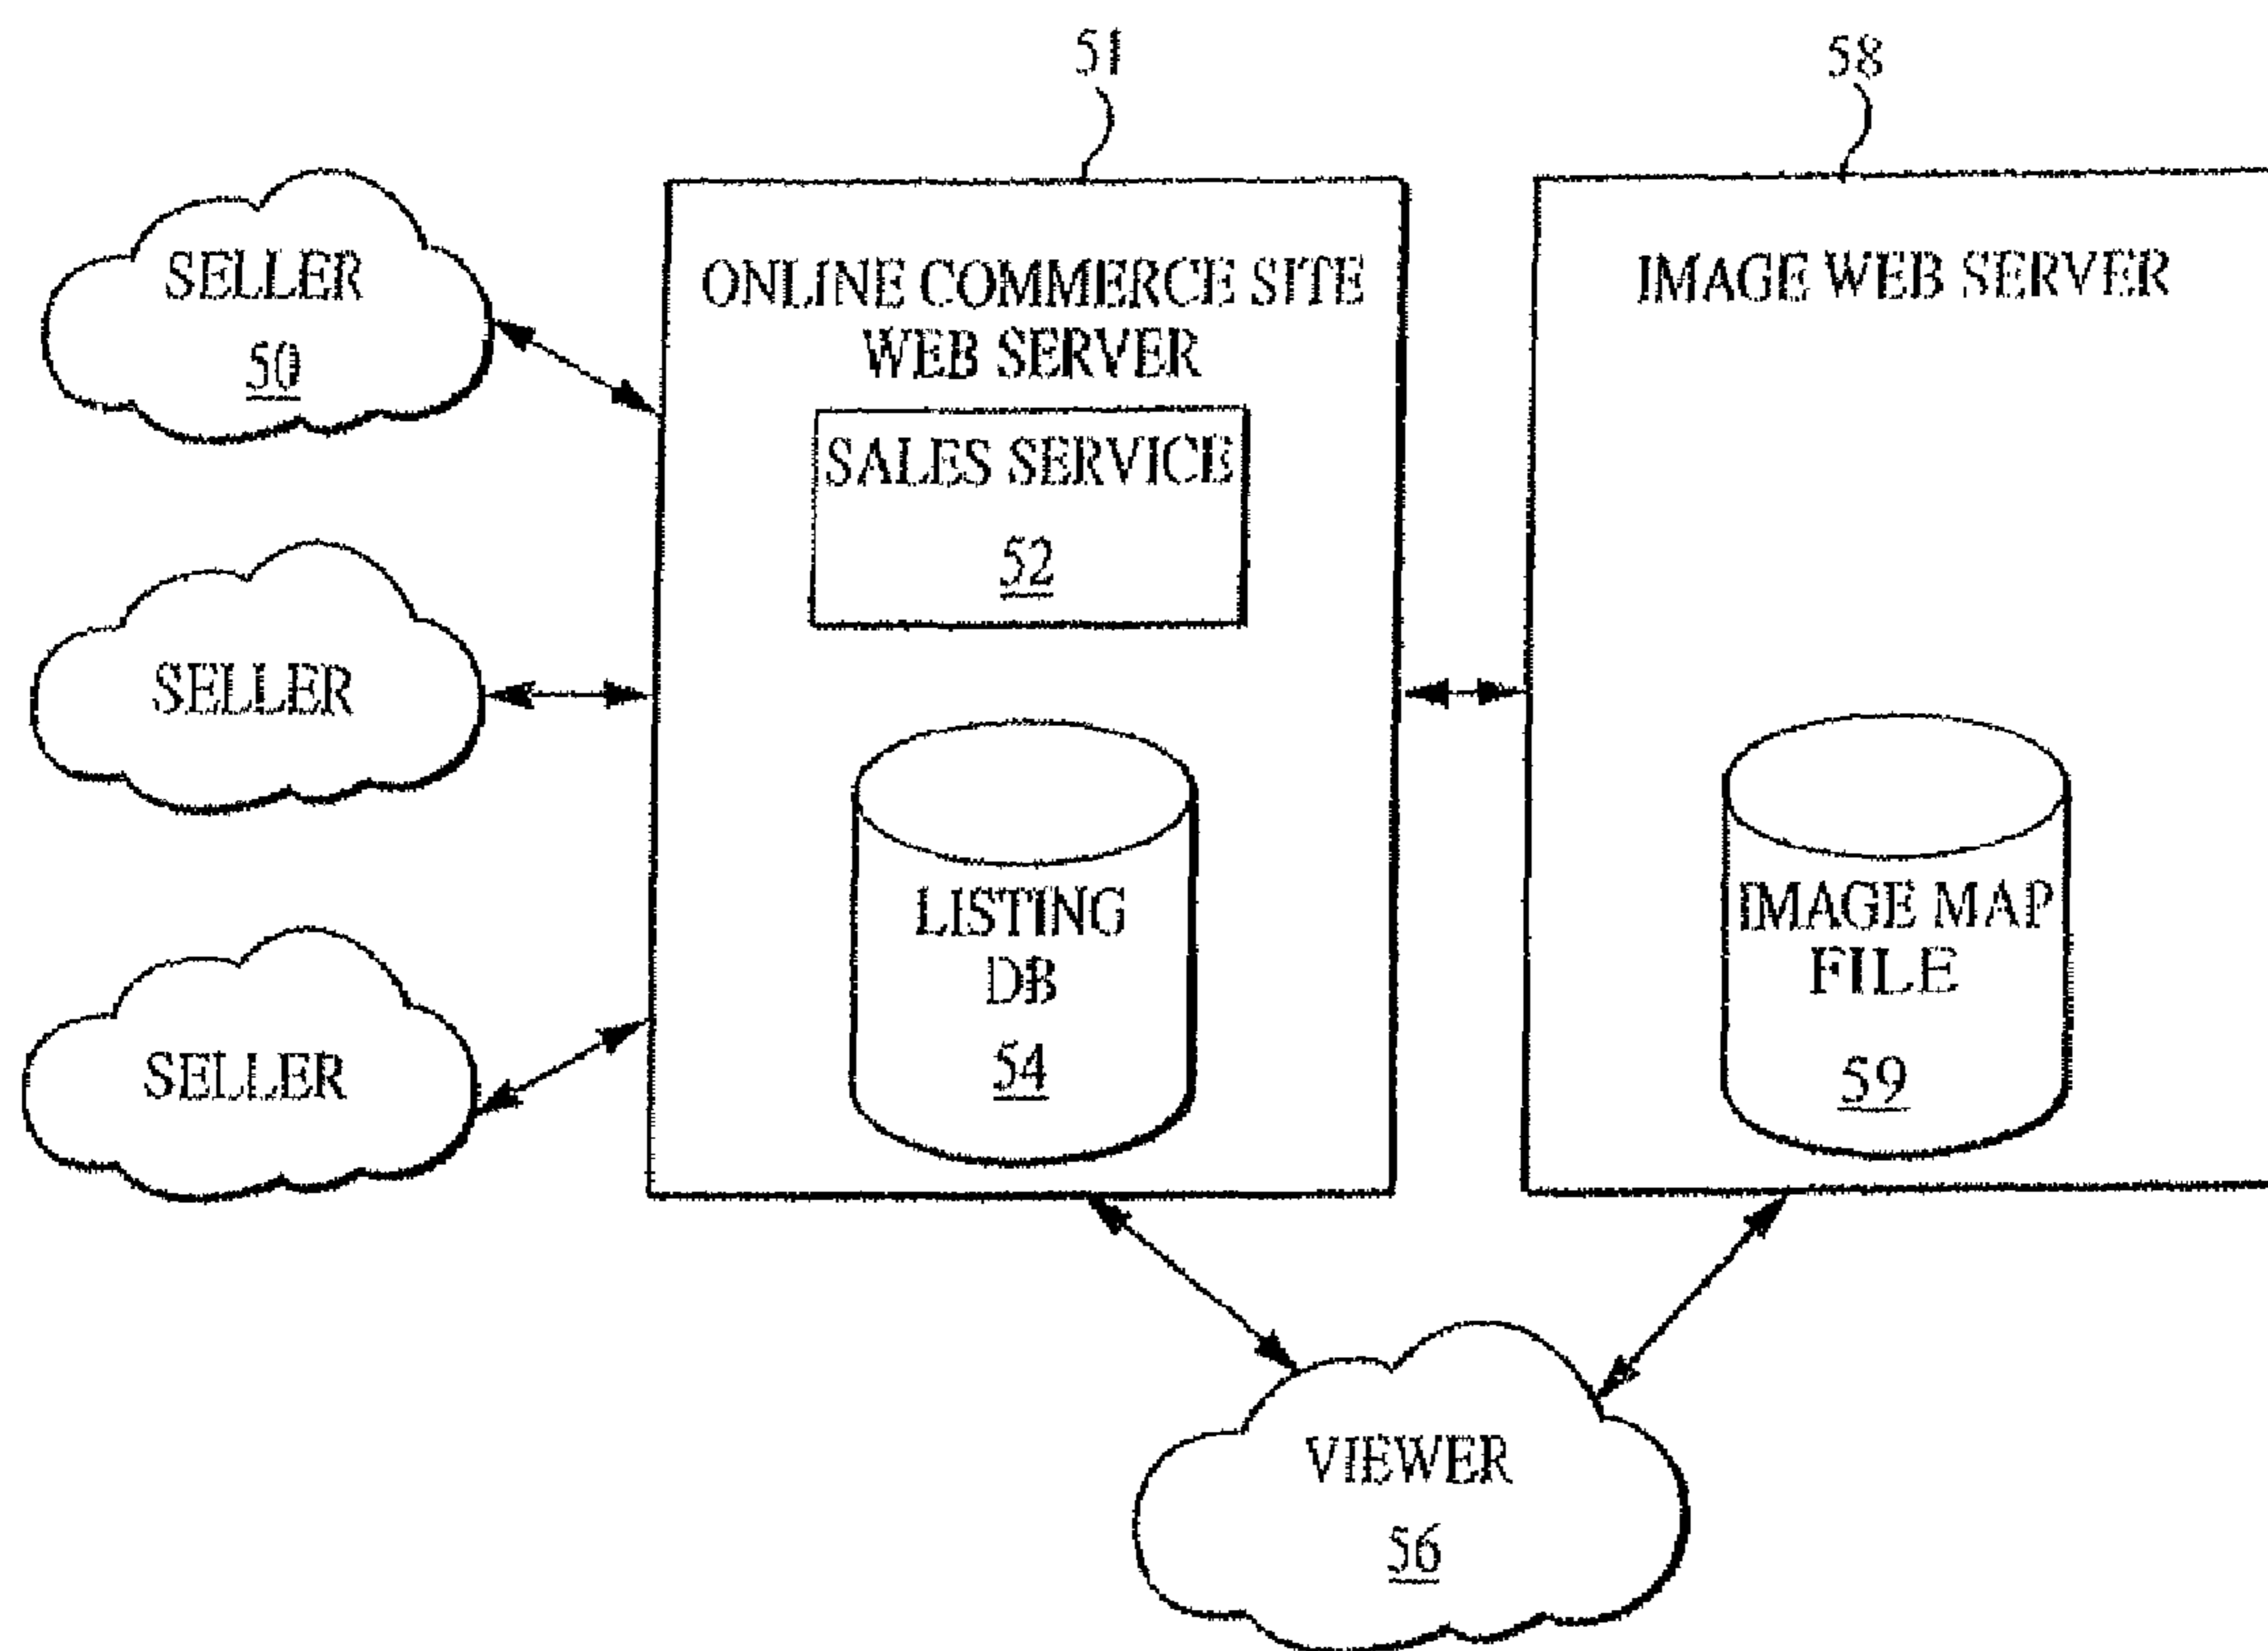 51
58
SELLER
50
ONLINE COMMERCE SITE
WEB SERVER
IMAGE WEB SERVER
SALES SERVICE
52
SELLER
LISTING
DB
54
IMAGE MAP
FILE
59
SELLER
VIEWER
56